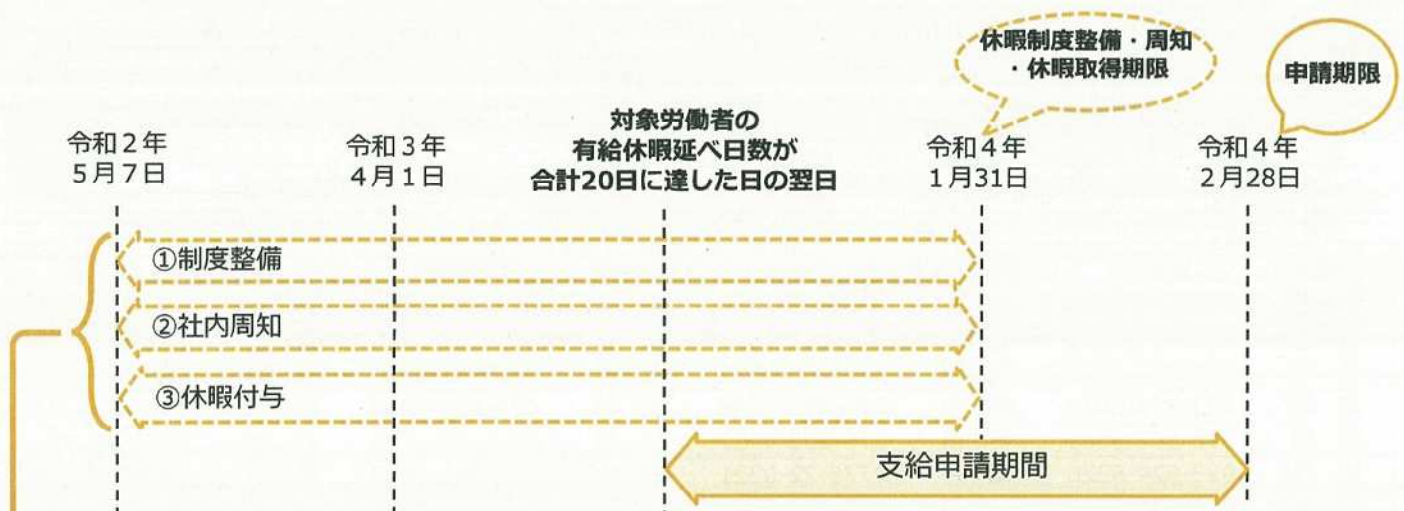 休暇制度整備・周知
・休暇取得期限
申請期限
令和2年
5月7日
令和3年
4月1日
対象労働者の
有給休暇延べ日数が
合計20日に達した日の翌日
令和4年
1月31日
令和4年
2月28日
①制度整備
②社内周知
③休暇付与
支給申請期間